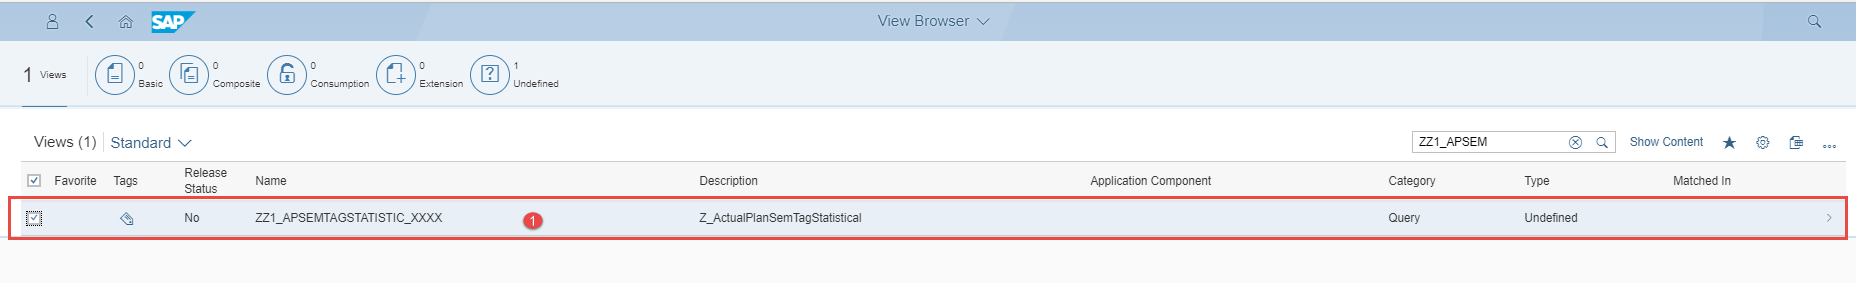 SAP View Browser
1 Views 0 Basic 0 Composite 0 Consumption 0 Extension 1 Undefined
Views (1) Standard ZZ1_APSEM Show Content
Favorite Tags Release Status Name Description Application Component Category Type Matched In
No ZZ1_APSEMTAGSTATISTIC_XXXX 1 Z_ActualPlanSemTagStatistical Query Undefined